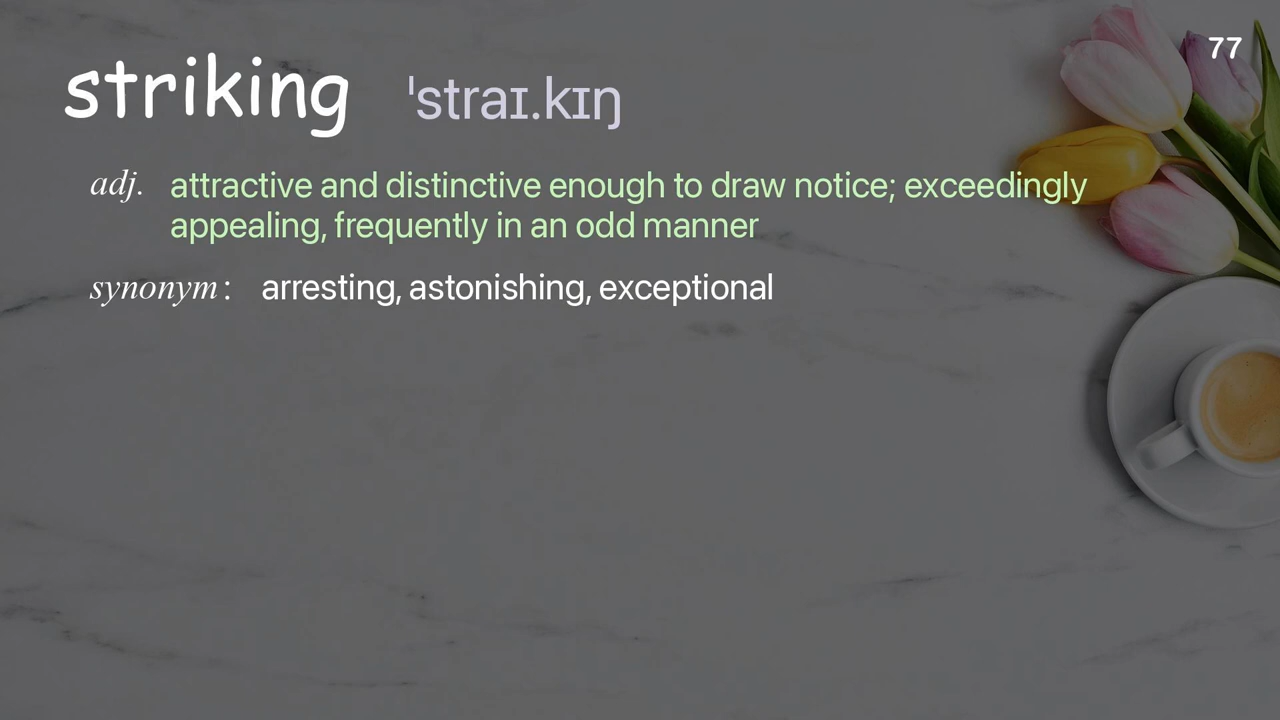 77
striking ˈstraɪ.kɪŋ
adj. attractive and distinctive enough to draw notice; exceedingly
appealing, frequently in an odd manner
synonym: arresting, astonishing, exceptional